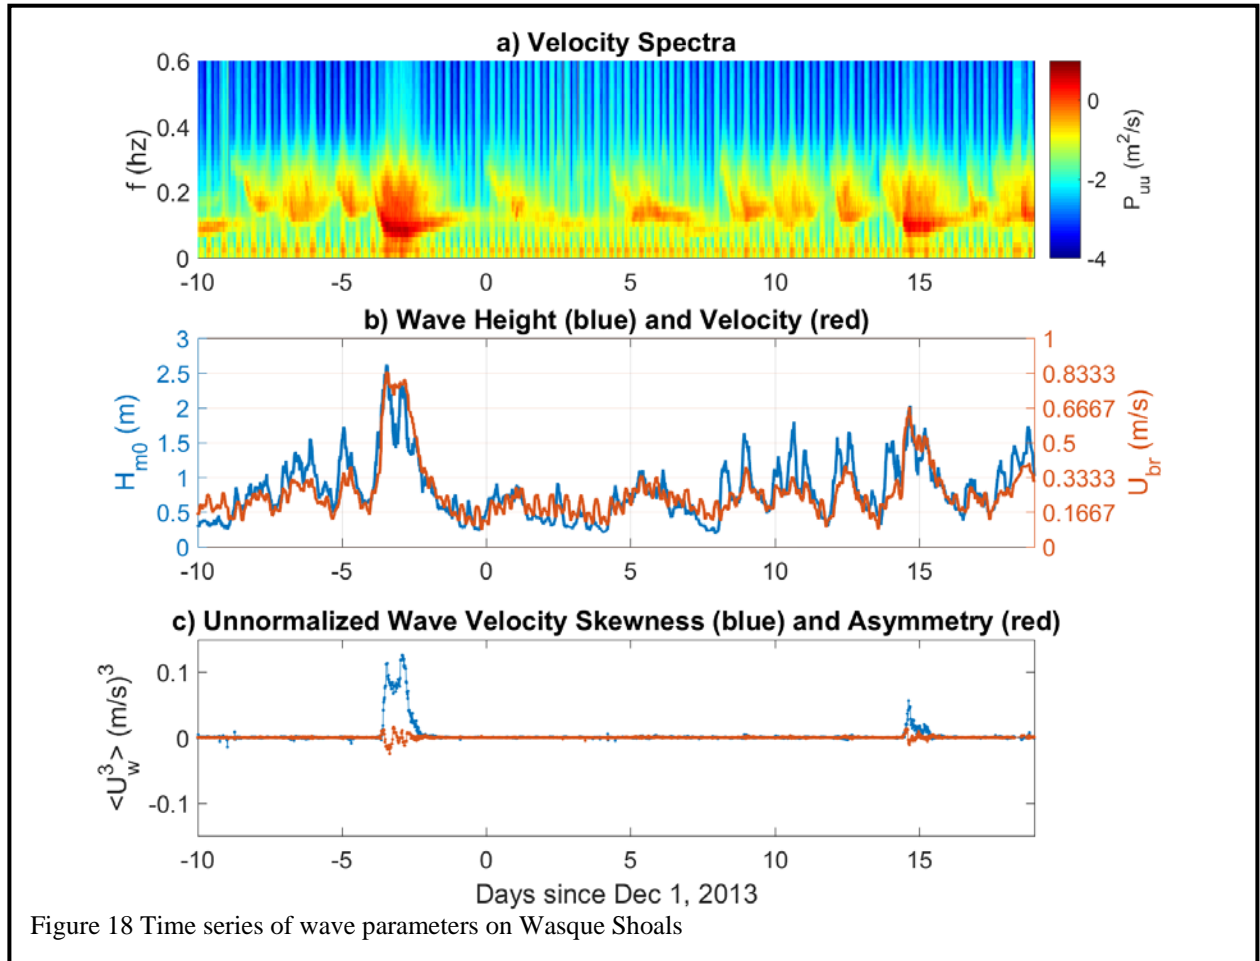 a) Velocity Spectra
0.6
0.4
0.2
0
f (hz)
-10 -5 0 5 10 15
0
-2
-4
P_uu (m^2/s)
b) Wave Height (blue) and Velocity (red)
3
2.5
2
1.5
1
0.5
0
H_m0 (m)
1
0.8333
0.6667
0.5
0.3333
0.1667
0
U_br (m/s)
-10 -5 0 5 10 15
c) Unnormalized Wave Velocity Skewness (blue) and Asymmetry (red)
0.1
0
-0.1
<U_w^3> (m/s)^3
-10 -5 0 5 10 15
Days since Dec 1, 2013
Figure 18 Time series of wave parameters on Wasque Shoals